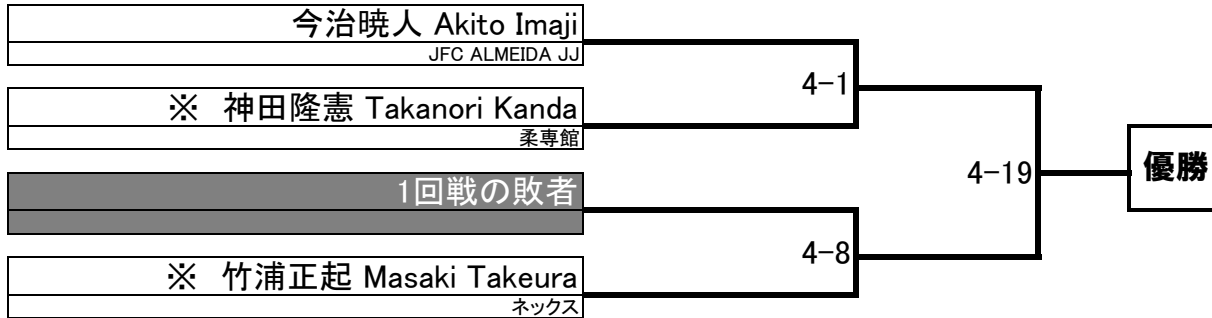 今治暁人 Akito Imaji
JFC ALMEIDA JJ
4-1
※ 神田隆憲 Takanori Kanda
柔専館
4-19
優勝
1回戦の敗者
4-8
※ 竹浦正起 Masaki Takeura
ネックス